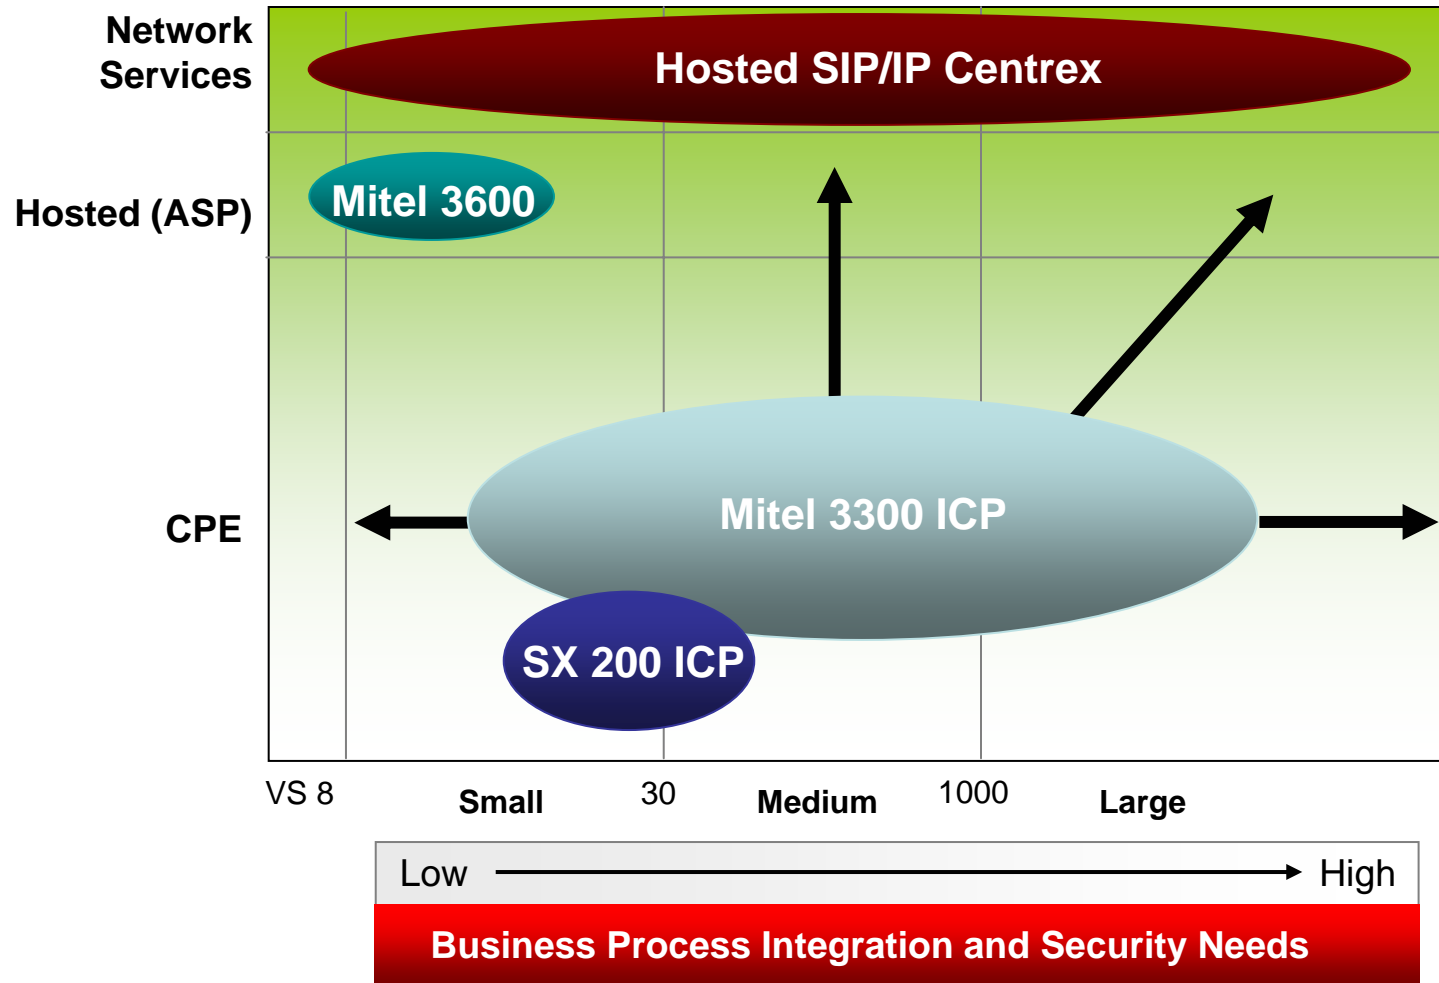 Network
Services
Hosted SIP/IP Centrex
Hosted (ASP)
Mitel 3600
CPE
Mitel 3300 ICP
SX 200 ICP
VS 8
Small
30
Medium
1000
Large
Low
High
Business Process Integration and Security Needs